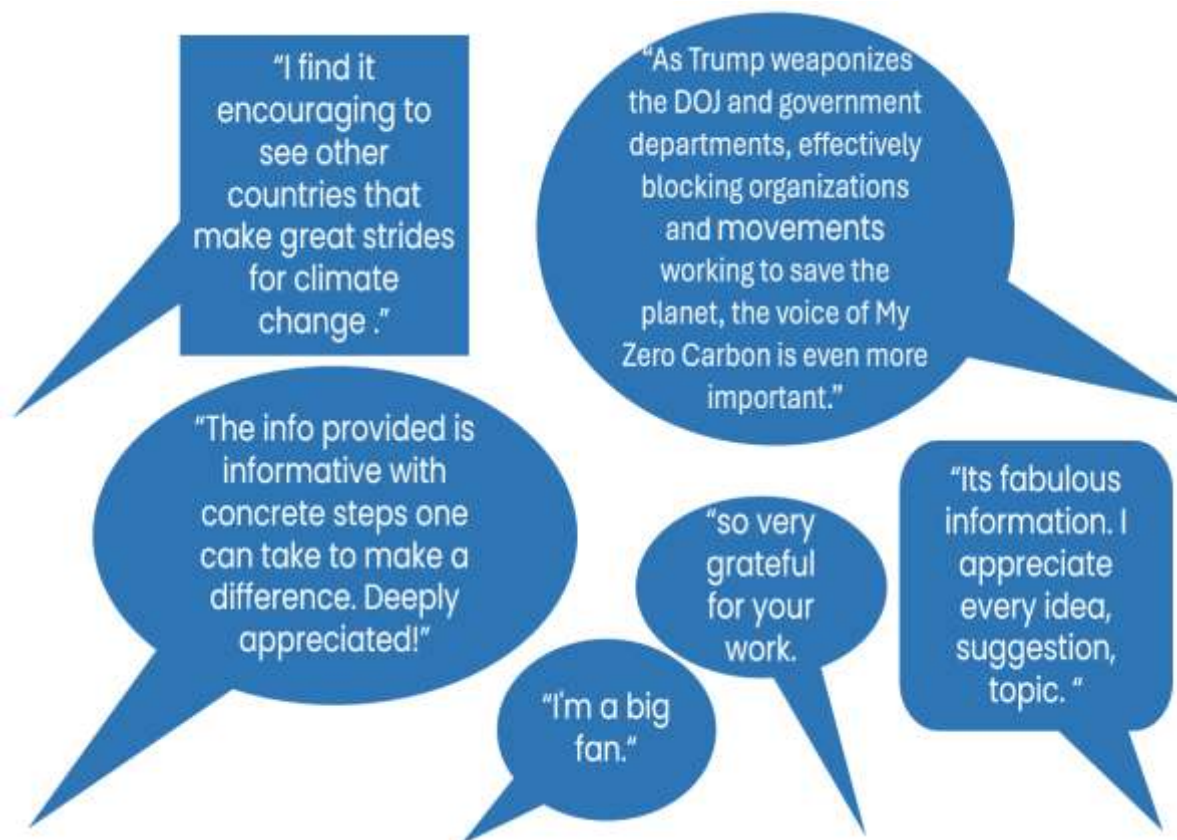 “I find it
encouraging to
see other
countries that
make great strides
for climate
change .”
“As Trump weaponizes
the DOJ and government
departments, effectively
blocking organizations
and movements
working to save the
planet, the voice of My
Zero Carbon is even more
important.”
“The info provided is
informative with
concrete steps one
can take to make a
difference. Deeply
appreciated!”
“so very
grateful
for your
work.
“Its fabulous
information. I
appreciate
every idea,
suggestion,
topic. “
“I'm a big
fan.“